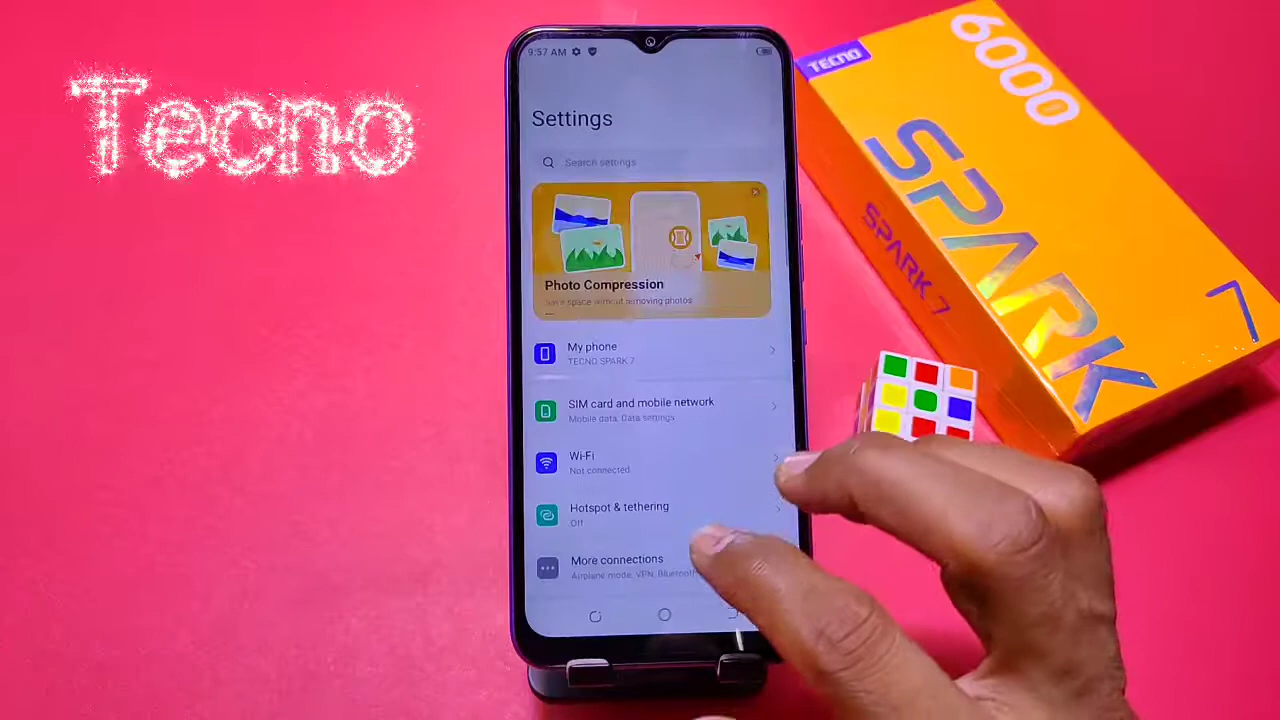 Tecno
9:57 AM
Settings
Search settings
Photo Compression
Save space without removing photos
My phone
TECNO SPARK 7
SIM card and mobile network
Mobile data, Data settings
Wi-Fi
Not connected
Hotspot & tethering
Off
More connections
Airplane mode, VPN, Bluetooth
TECNO
6000
SPARK 7
SPARK 7